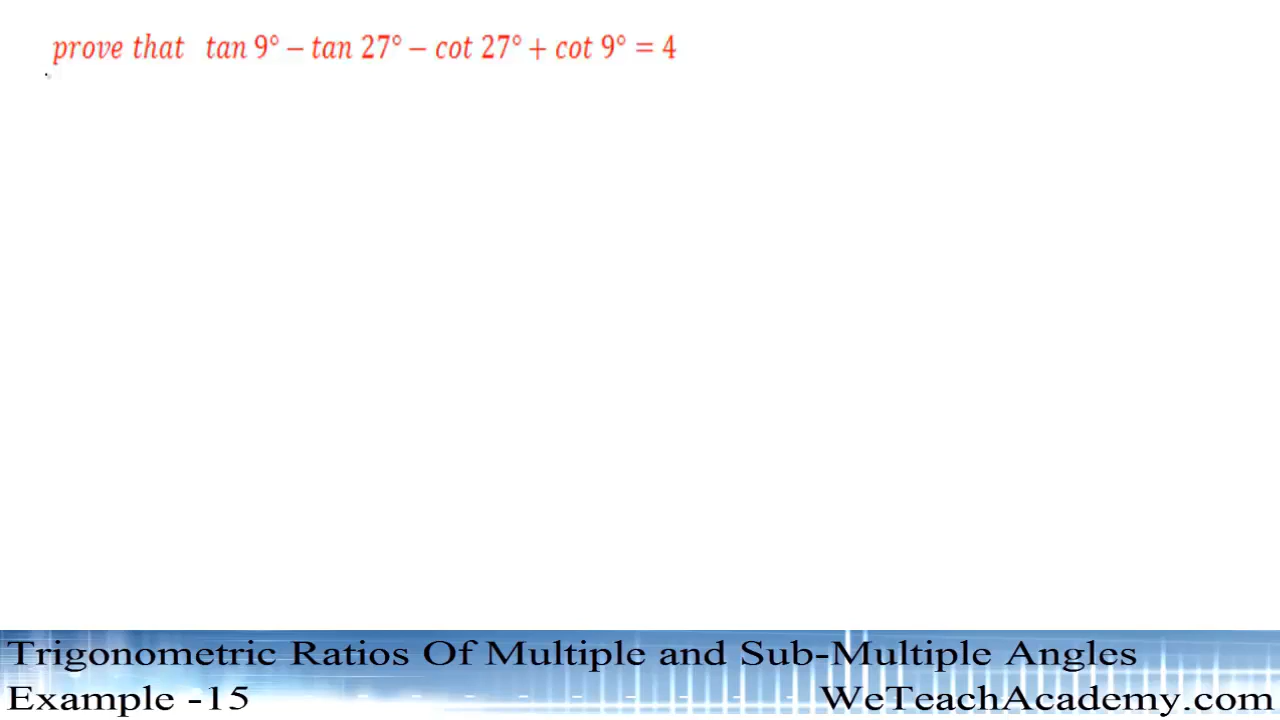 prove that tan 9° − tan 27° − cot 27° + cot 9° = 4
Trigonometric Ratios Of Multiple and Sub-Multiple Angles
Example -15 WeTeachAcademy.com